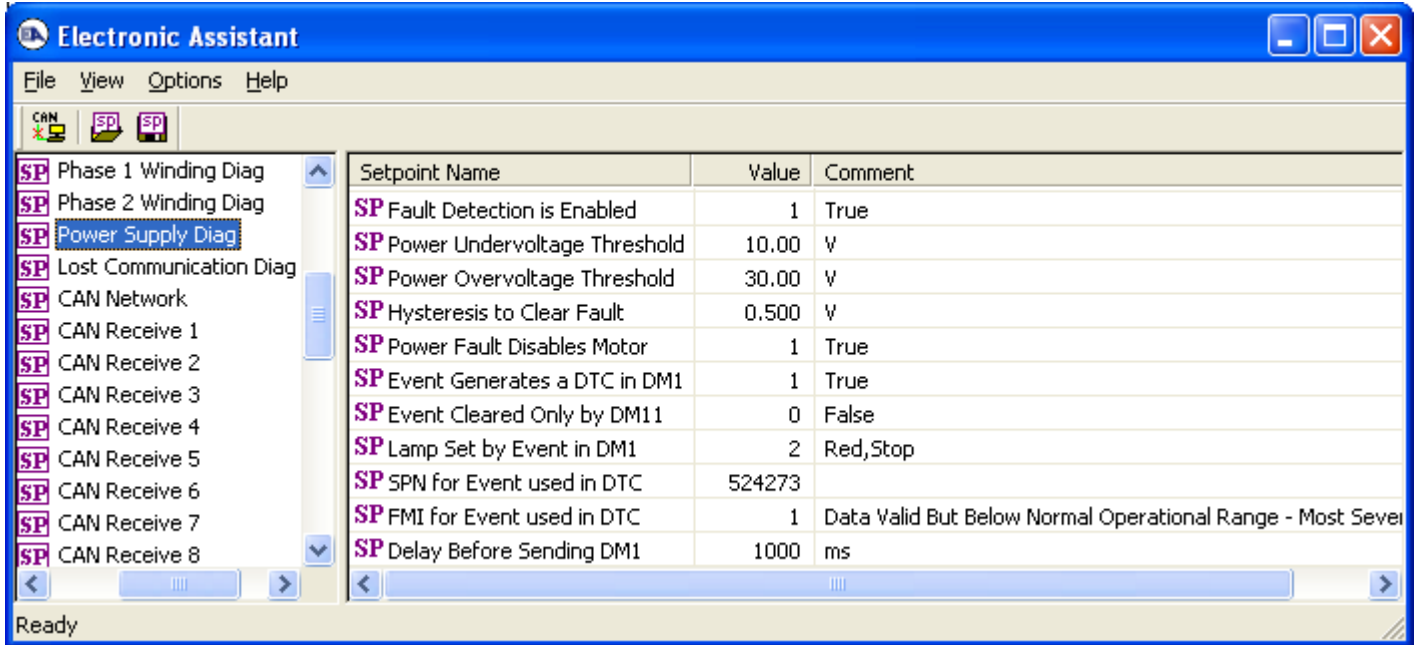 Electronic Assistant
File View Options Help
CAN SP SP
SP Phase 1 Winding Diag
SP Phase 2 Winding Diag
SP Power Supply Diag
SP Lost Communication Diag
SP CAN Network
SP CAN Receive 1
SP CAN Receive 2
SP CAN Receive 3
SP CAN Receive 4
SP CAN Receive 5
SP CAN Receive 6
SP CAN Receive 7
SP CAN Receive 8
Setpoint Name Value Comment
SP Fault Detection is Enabled 1 True
SP Power Undervoltage Threshold 10.00 V
SP Power Overvoltage Threshold 30.00 V
SP Hysteresis to Clear Fault 0.500 V
SP Power Fault Disables Motor 1 True
SP Event Generates a DTC in DM1 1 True
SP Event Cleared Only by DM11 0 False
SP Lamp Set by Event in DM1 2 Red,Stop
SP SPN for Event used in DTC 524273
SP FMI for Event used in DTC 1 Data Valid But Below Normal Operational Range - Most Sever
SP Delay Before Sending DM1 1000 ms
Ready